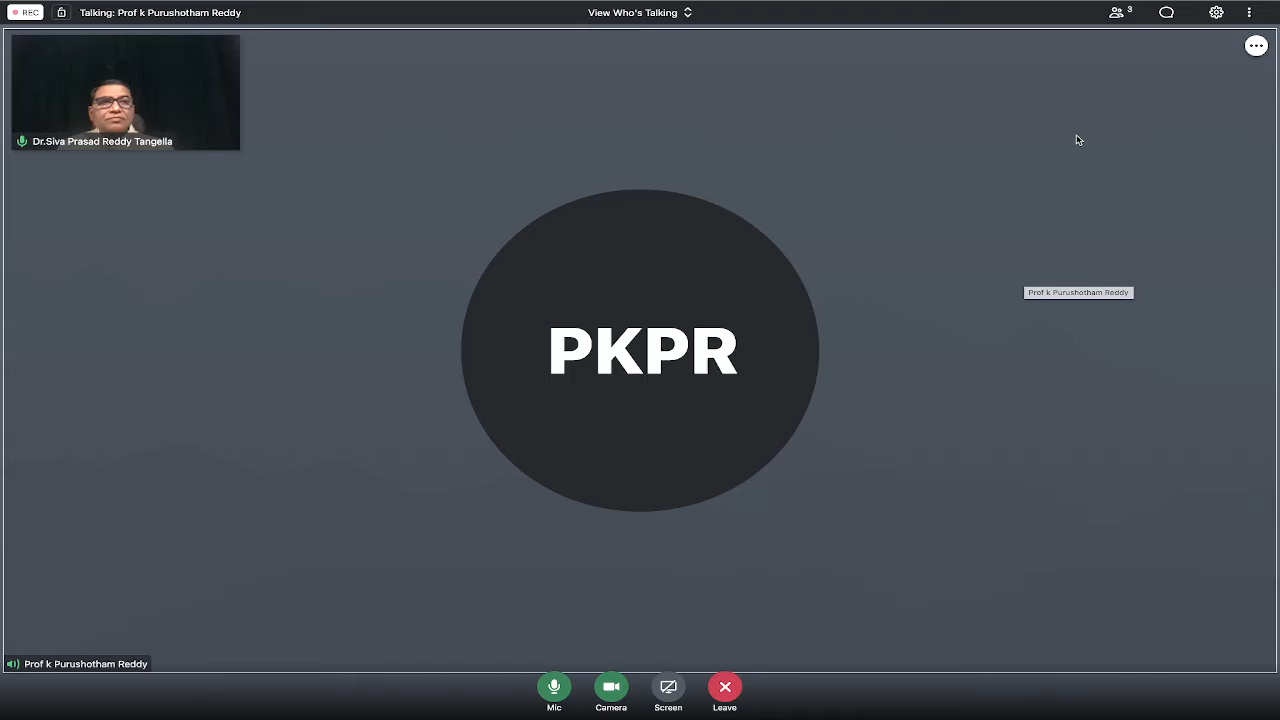 REC
Talking: Prof k Purushotham Reddy
View Who's Talking
3
Dr.Siva Prasad Reddy Tangella
Prof k Purushotham Reddy
PKPR
Prof k Purushotham Reddy
Mic
Camera
Screen
Leave